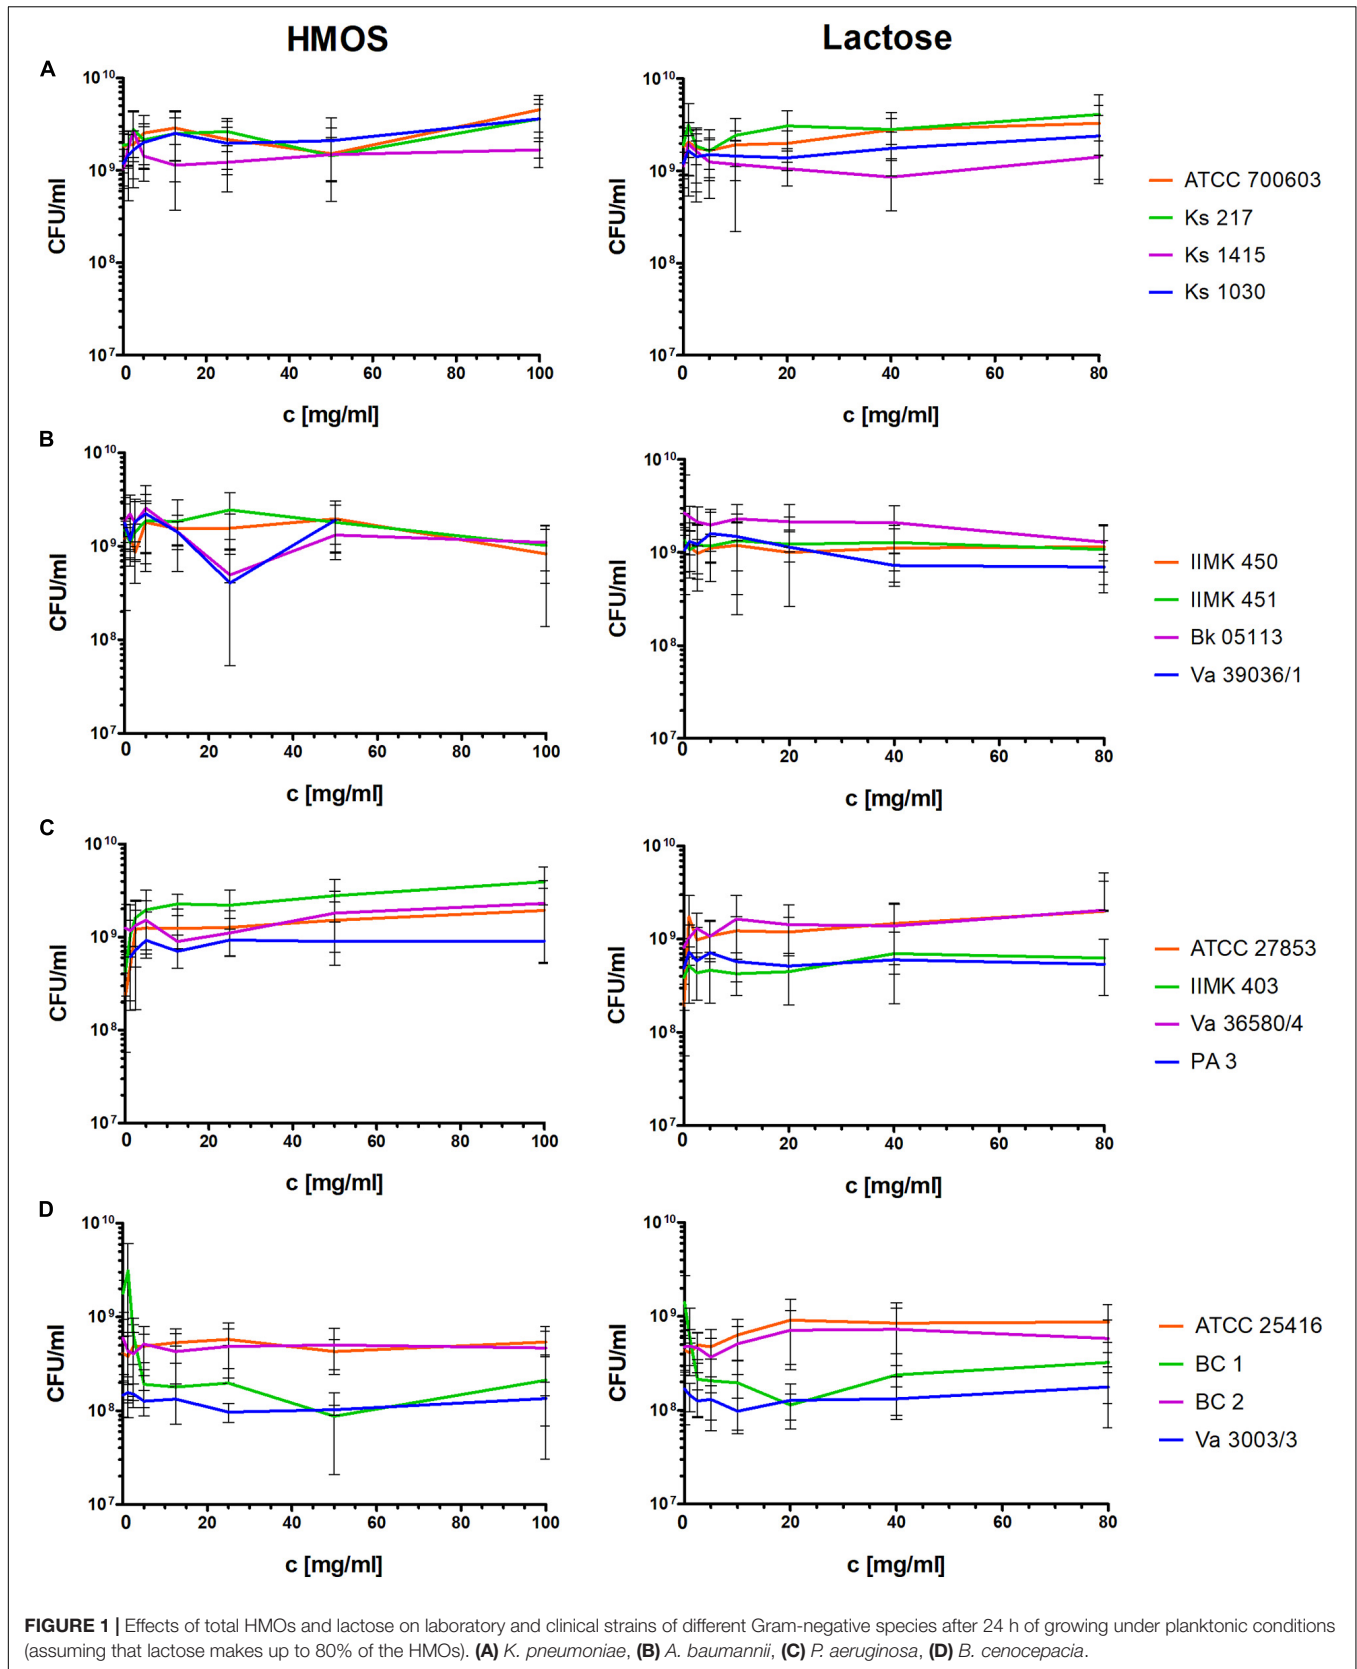 HMOS
Lactose
A
10^10
10^9
10^8
10^7
CFU/ml
0 20 40 60 80 100
c [mg/ml]
10^10
10^9
10^8
10^7
CFU/ml
0 20 40 60 80
c [mg/ml]
ATCC 700603
Ks 217
Ks 1415
Ks 1030
B
10^10
10^9
10^8
10^7
CFU/ml
0 20 40 60 80 100
c [mg/ml]
10^10
10^9
10^8
10^7
CFU/ml
0 20 40 60 80
c [mg/ml]
IIMK 450
IIMK 451
Bk 05113
Va 39036/1
C
10^10
10^9
10^8
10^7
CFU/ml
0 20 40 60 80 100
c [mg/ml]
10^10
10^9
10^8
10^7
CFU/ml
0 20 40 60 80
c [mg/ml]
ATCC 27853
IIMK 403
Va 36580/4
PA 3
D
10^10
10^9
10^8
10^7
CFU/ml
0 20 40 60 80 100
c [mg/ml]
10^10
10^9
10^8
10^7
CFU/ml
0 20 40 60 80
c [mg/ml]
ATCC 25416
BC 1
BC 2
Va 3003/3
FIGURE 1 | Effects of total HMOs and lactose on laboratory and clinical strains of different Gram-negative species after 24 h of growing under planktonic conditions
(assuming that lactose makes up to 80% of the HMOs). (A) K. pneumoniae, (B) A. baumannii, (C) P. aeruginosa, (D) B. cenocepacia.